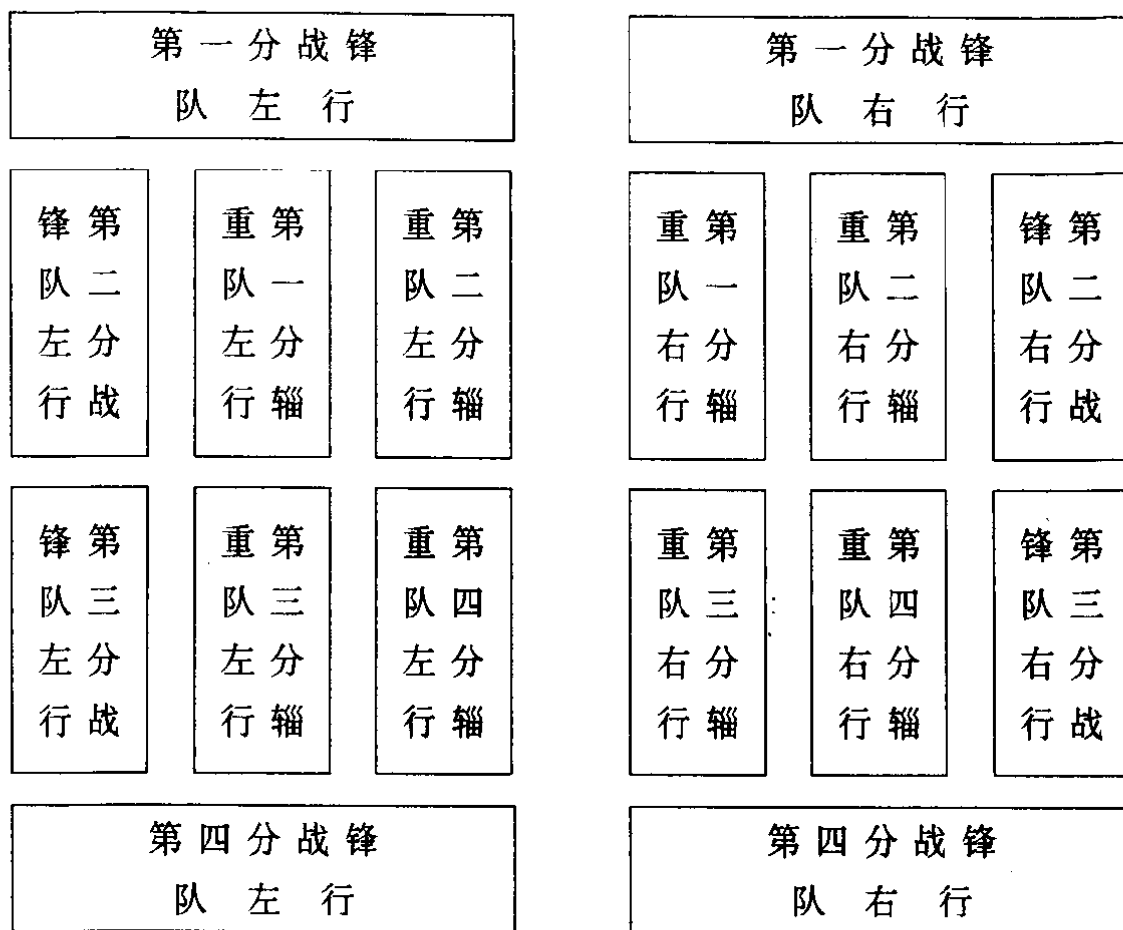 第一分战锋
队左行
第一分战锋
队右行
第二分战
锋队左行
第一分辎
重队左行
第二分辎
重队左行
第一分辎
重队右行
第二分辎
重队右行
第二分战
锋队右行
第三分战
锋队左行
第三分辎
重队左行
第四分辎
重队左行
第三分辎
重队右行
第四分辎
重队右行
第三分战
锋队右行
第四分战锋
队左行
第四分战锋
队右行